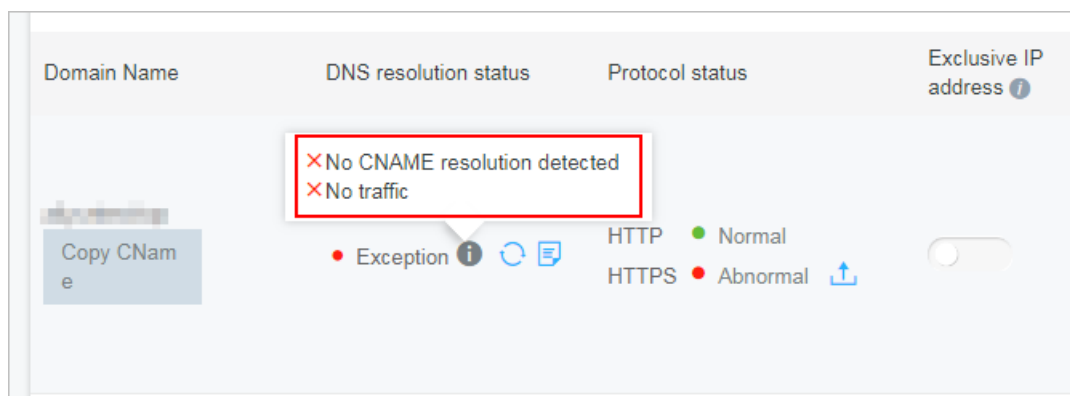 Domain Name
DNS resolution status
Protocol status
Exclusive IP
address
No CNAME resolution detected
No traffic
Copy CNam
e
Exception
HTTP
Normal
HTTPS
Abnormal